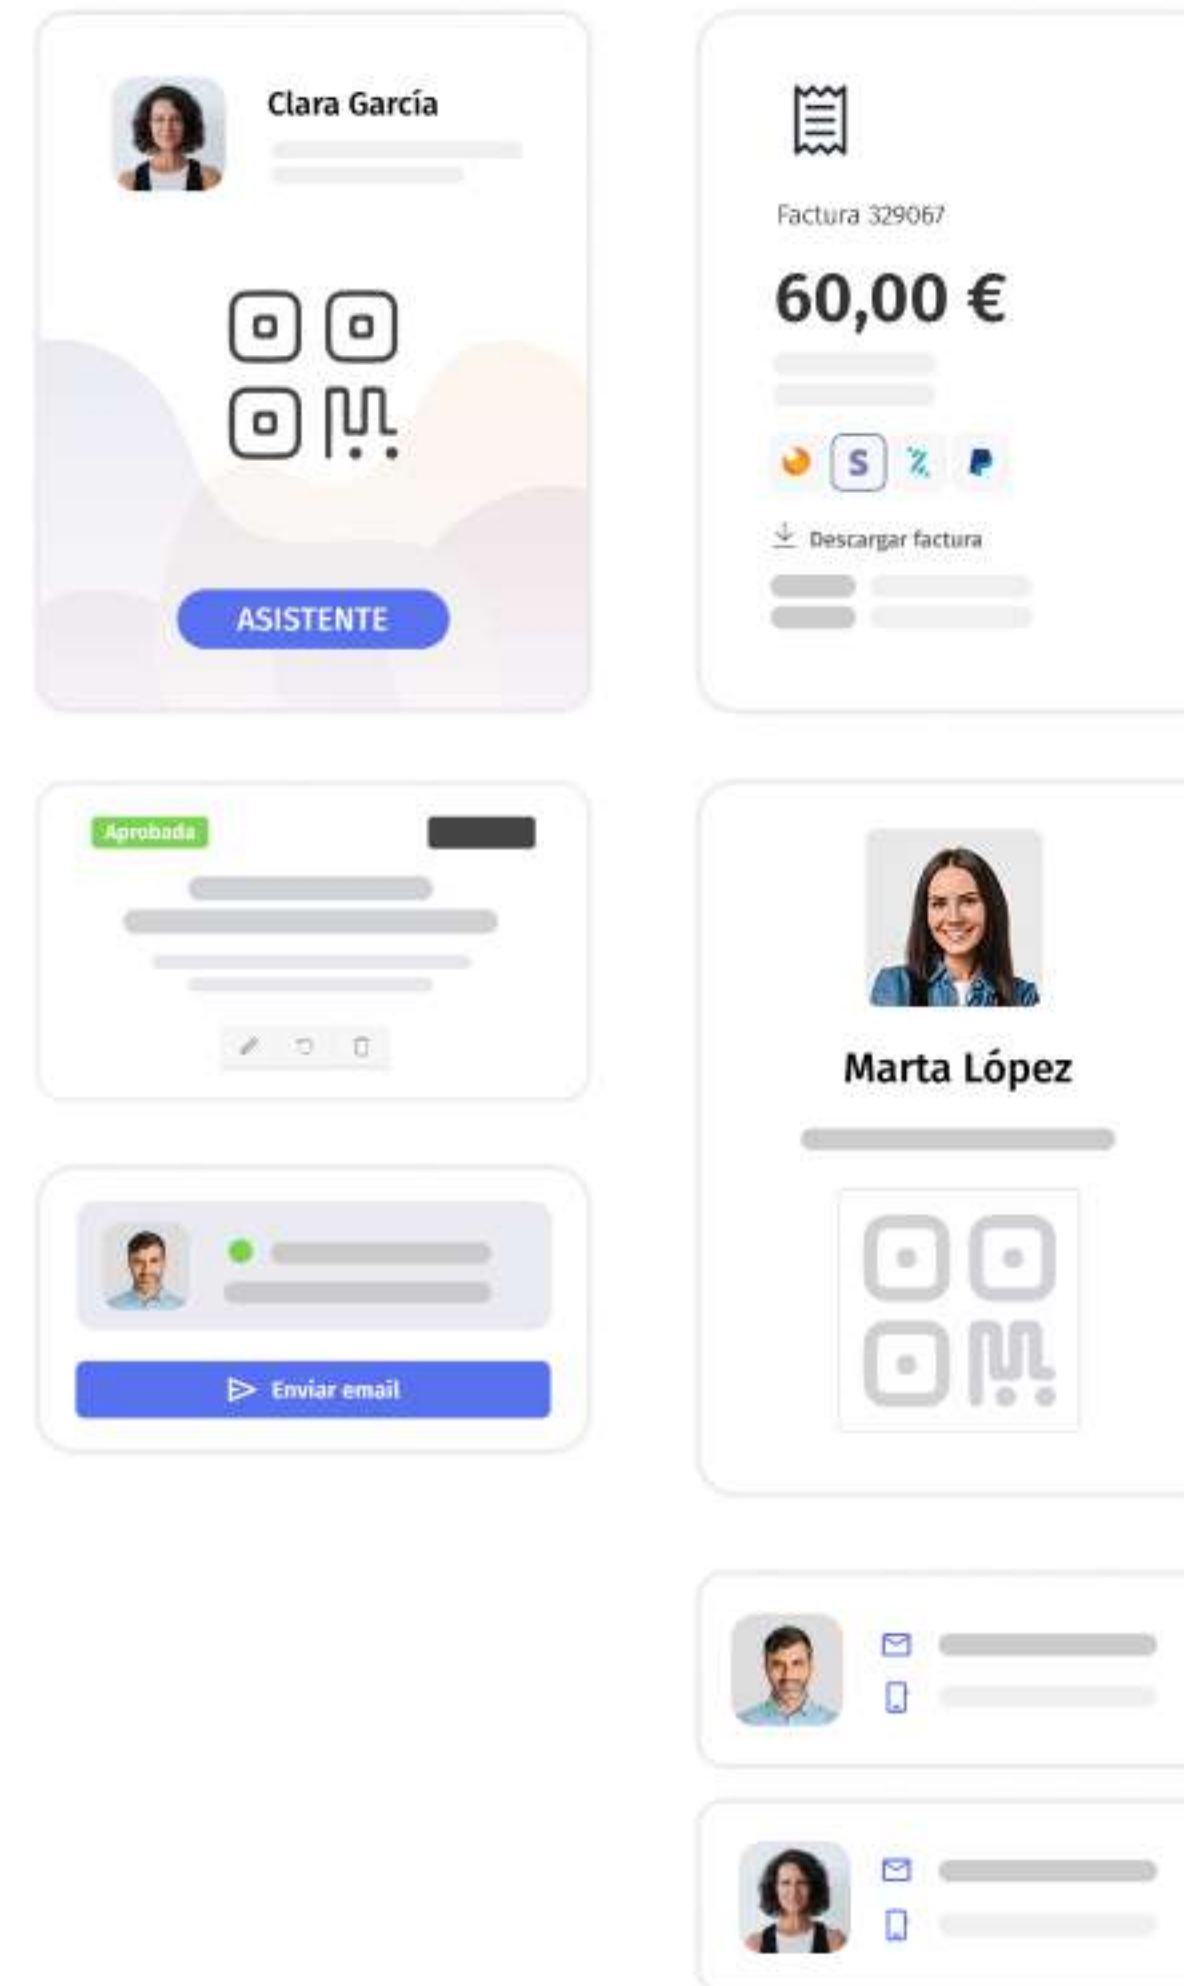 Clara García
ASISTENTE
Factura 329067
60,00 €
S
Descargar factura
Aprobada
Marta López
Enviar email